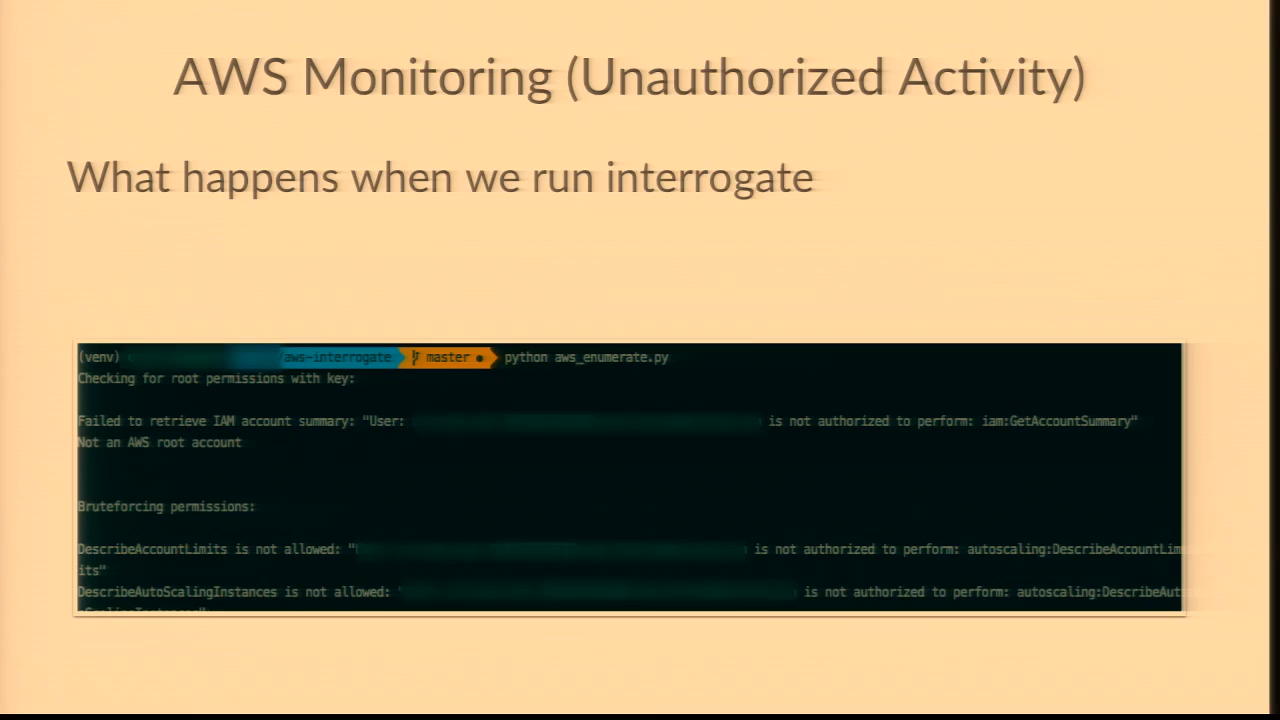 AWS Monitoring (Unauthorized Activity)
What happens when we run interrogate
(venv) /aws-interrogate master ● python aws_enumerate.py
Checking for root permissions with key:
Failed to retrieve IAM account summary: "User: is not authorized to perform: iam:GetAccountSummary"
Not an AWS root account
Bruteforcing permissions:
DescribeAccountLimits is not allowed: " is not authorized to perform: autoscaling:DescribeAccountLim
its"
DescribeAutoScalingInstances is not allowed: ' is not authorized to perform: autoscaling:DescribeAut